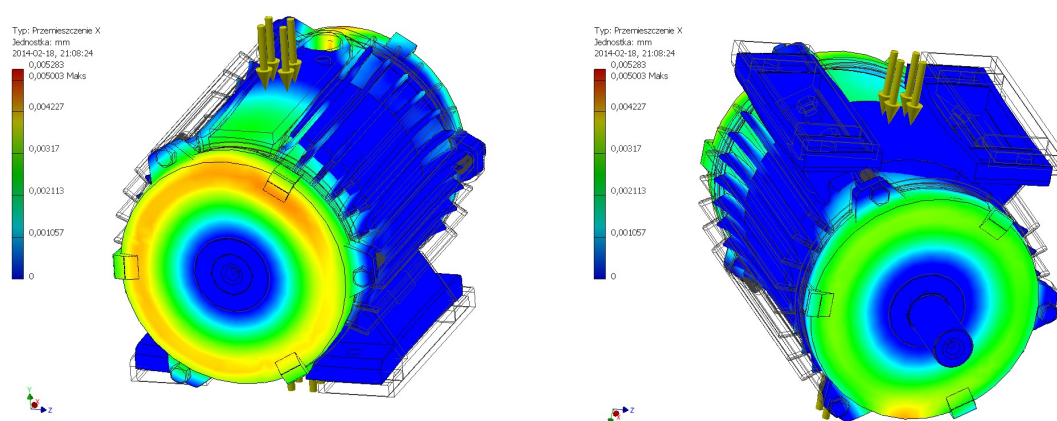 Typ: Przemieszczenie X
Jednostka: mm
2014-02-18, 21:08:24
0,005283
0,005003 Maks
0,004227
0,00317
0,002113
0,001057
0
Y
X
Z
Typ: Przemieszczenie X
Jednostka: mm
2014-02-18, 21:08:24
0,005283
0,005003 Maks
0,004227
0,00317
0,002113
0,001057
0
X
Z